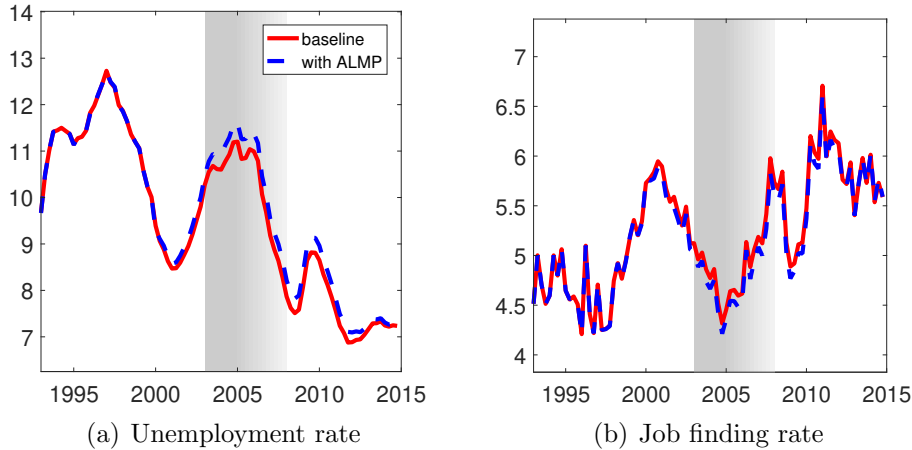 14
13
12
11
10
9
8
7
baseline
with ALMP
1995 2000 2005 2010 2015
(a) Unemployment rate
7
6.5
6
5.5
5
4.5
4
1995 2000 2005 2010 2015
(b) Job finding rate